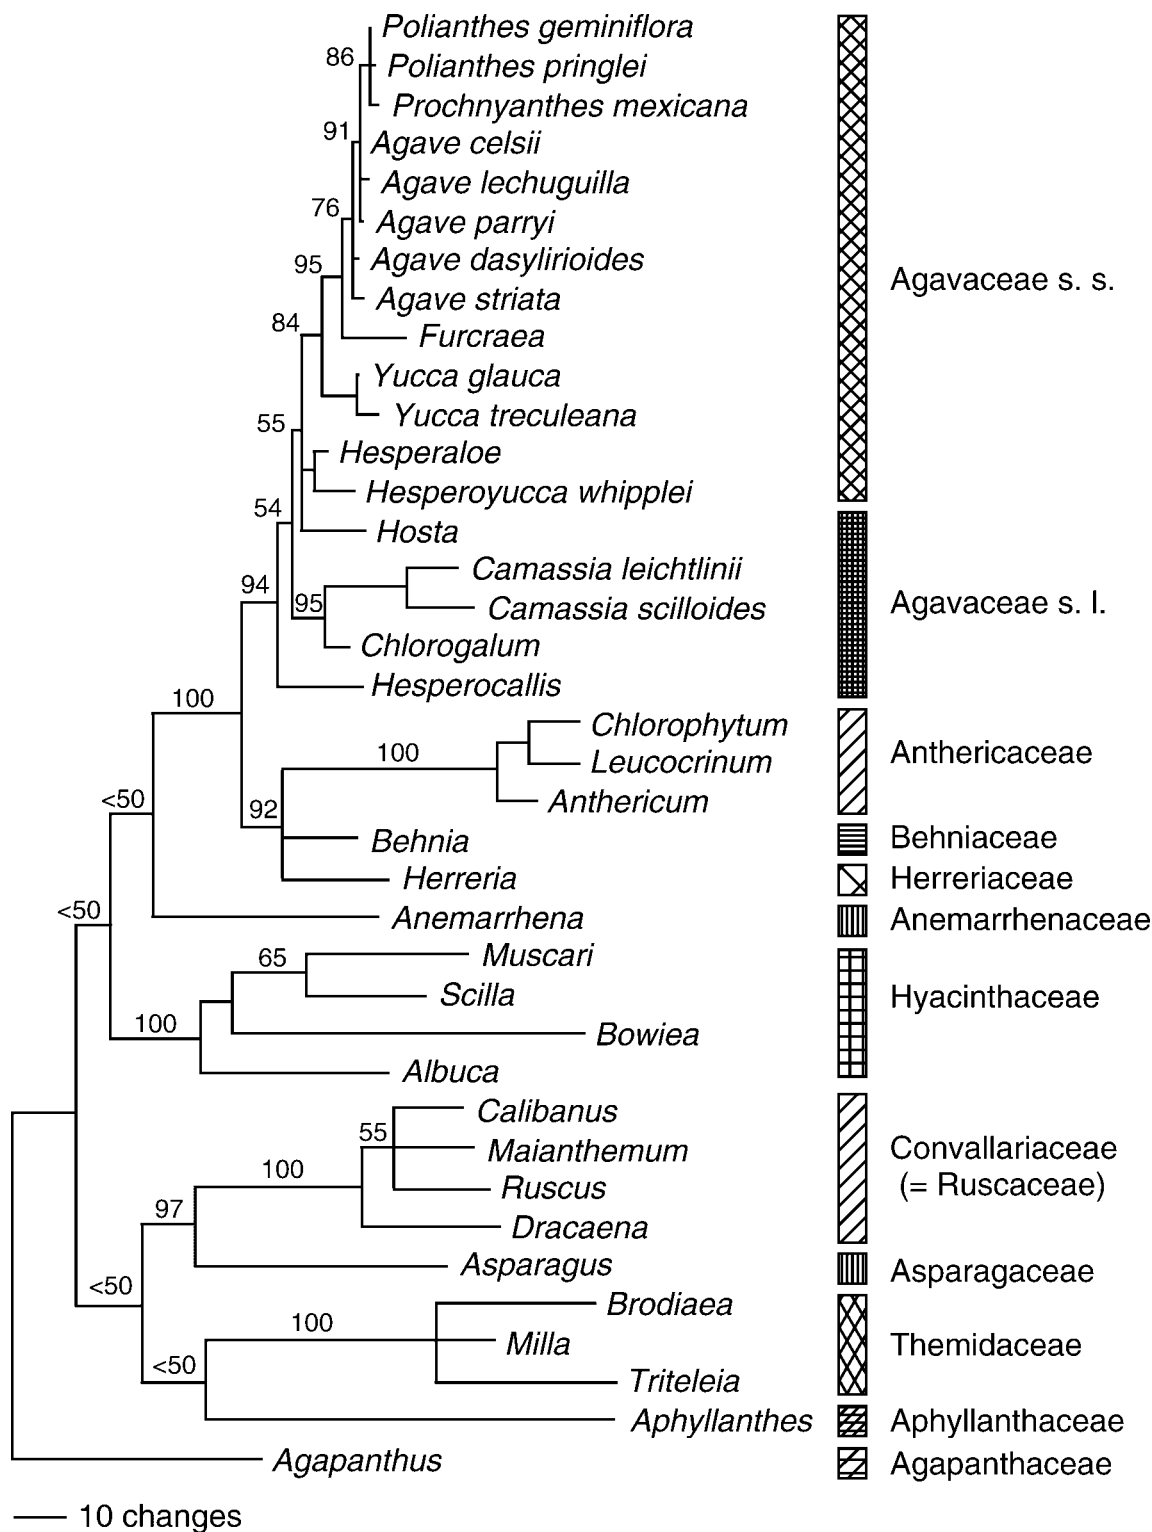 Polianthes geminiflora
86
Polianthes pringlei
Prochnyanthes mexicana
91
Agave celsii
Agave lechuguilla
76
Agave parryi
95
Agave dasylirioides
Agavaceae s. s.
Agave striata
84
Furcraea
Yucca glauca
55
Yucca treculeana
Hesperaloe
Hesperoyucca whipplei
54
Hosta
Camassia leichtlinii
94
95
Camassia scilloides
Agavaceae s. l.
Chlorogalum
Hesperocallis
100
Chlorophytum
100
Leucocrinum
Anthericaceae
<50
92
Anthericum
Behnia
Behniaceae
Herreria
Herreriaceae
<50
Anemarrhena
Anemarrhenaceae
65
Muscari
Scilla
Hyacinthaceae
100
Bowiea
Albuca
Calibanus
55
Maianthemum
Convallariaceae
100
Ruscus
(= Ruscaceae)
97
Dracaena
Asparagus
Asparagaceae
<50
Brodiaea
100
Milla
Themidaceae
<50
Triteleia
Aphyllanthes
Aphyllanthaceae
Agapanthus
Agapanthaceae
10 changes